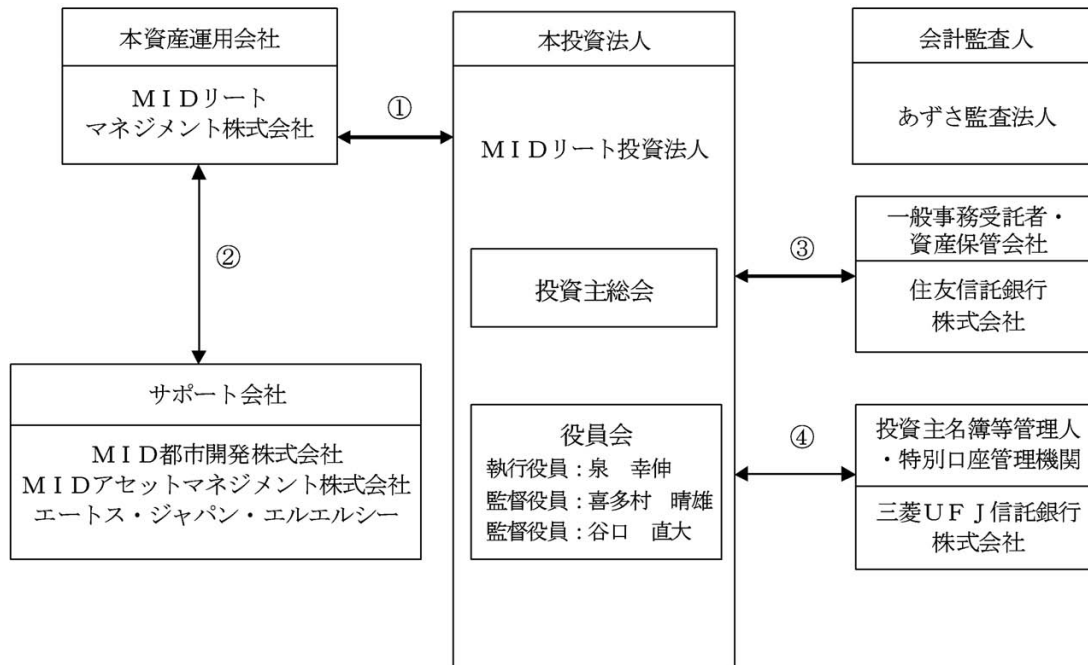 本資産運用会社
ＭＩＤリート
マネジメント株式会社
①
②
サポート会社
ＭＩＤ都市開発株式会社
ＭＩＤアセットマネジメント株式会社
エートス・ジャパン・エルエルシー
本投資法人
ＭＩＤリート投資法人
投資主総会
役員会
執行役員：泉　幸伸
監督役員：喜多村　晴雄
監督役員：谷口　直大
会計監査人
あずさ監査法人
③
一般事務受託者・
資産保管会社
住友信託銀行
株式会社
④
投資主名簿等管理人
・特別口座管理機関
三菱ＵＦＪ信託銀行
株式会社